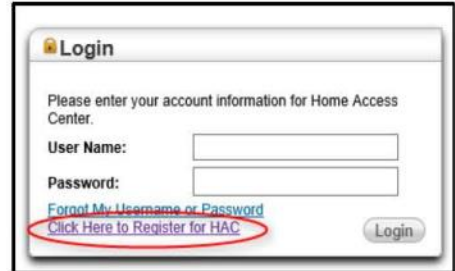 Login
Please enter your account information for Home Access
Center.
User Name:
Password:
Forgot My Username or Password
Click Here to Register for HAC
Login